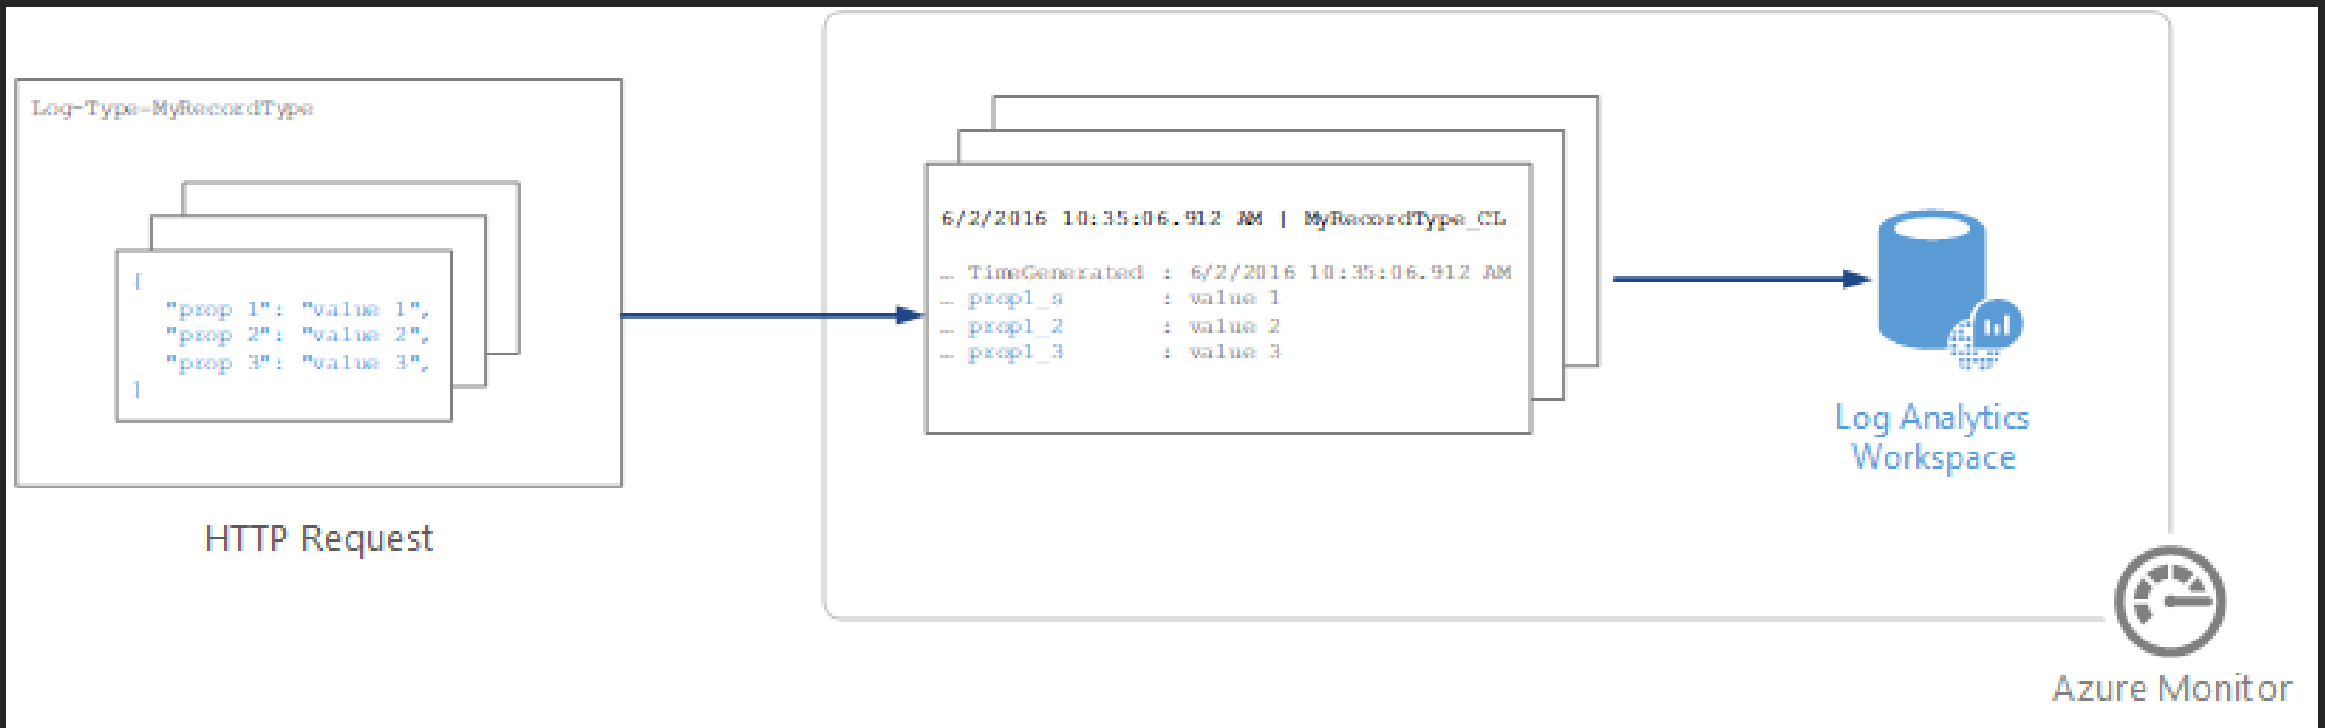 Log-Type-MyRecordType
{
"prop 1": "value 1",
"prop 2": "value 2",
"prop 3": "value 3",
}
HTTP Request
6/2/2016 10:35:06.912 AM | MyRecordType_CL
… TimeGenerated : 6/2/2016 10:35:06.912 AM
… prop1_s : value 1
… prop1_2 : value 2
… prop1_3 : value 3
Log Analytics
Workspace
Azure Monitor